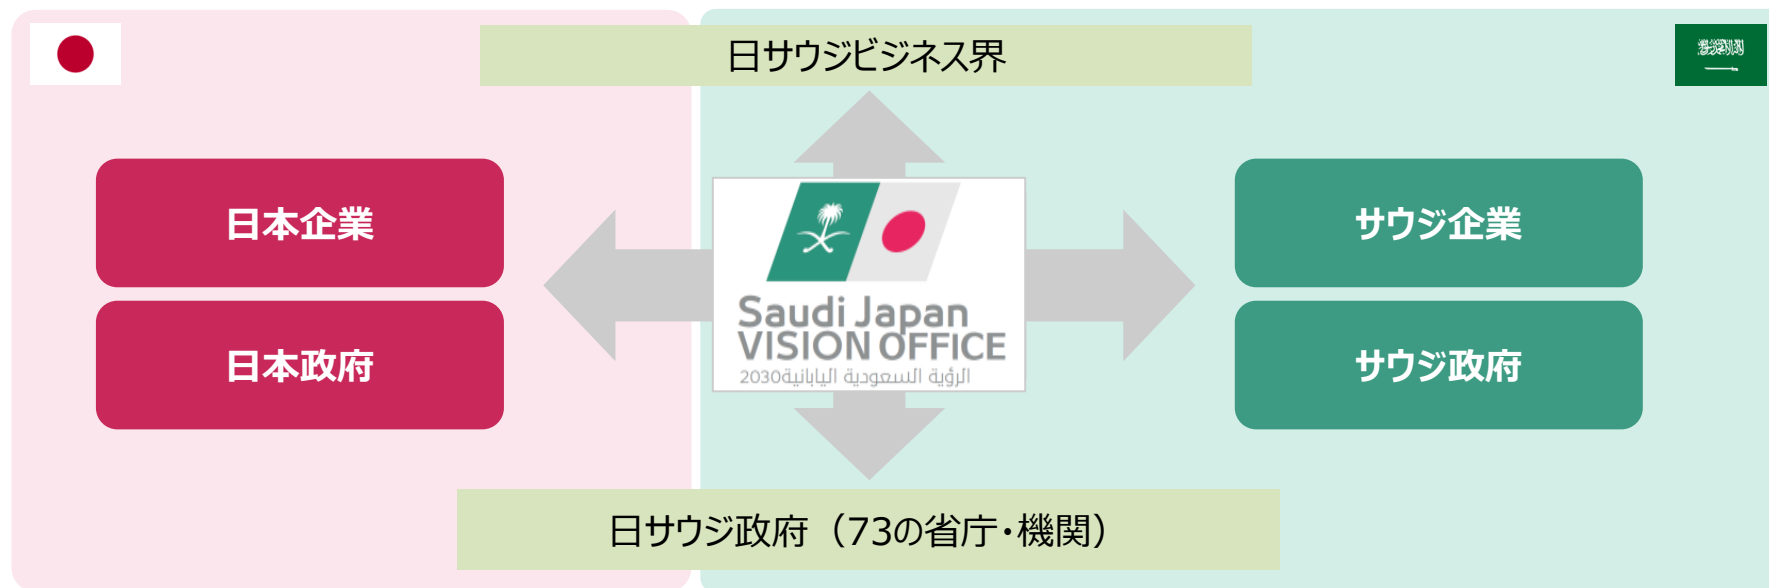 日サウジビジネス界
日本企業
サウジ企業
Saudi Japan
VISION OFFICE
الرؤية السعودية اليابانية2030
日本政府
サウジ政府
日サウジ政府（73の省庁・機関）